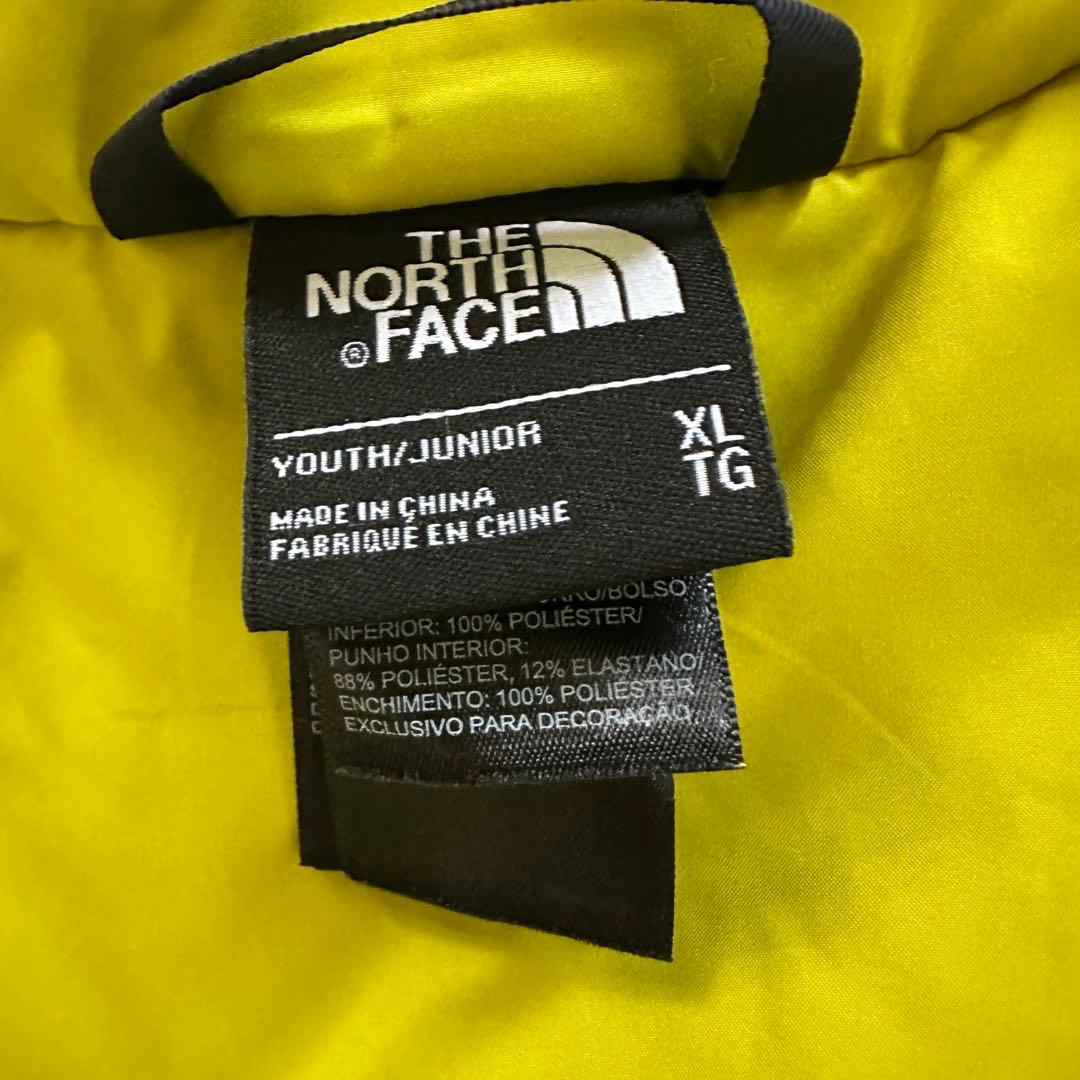 THE
NORTH
FACE
®
YOUTH/JUNIOR
XL
TG
MADE IN CHINA
FABRIQUÉ EN CHINE
/BOLSO
INFERIOR: 100% POLIÉSTER/
PUNHO INTERIOR:
88% POLIÉSTER, 12% ELASTANO/
ENCHIMENTO: 100% POLIÉSTER
EXCLUSIVO PARA DECORAÇÃO